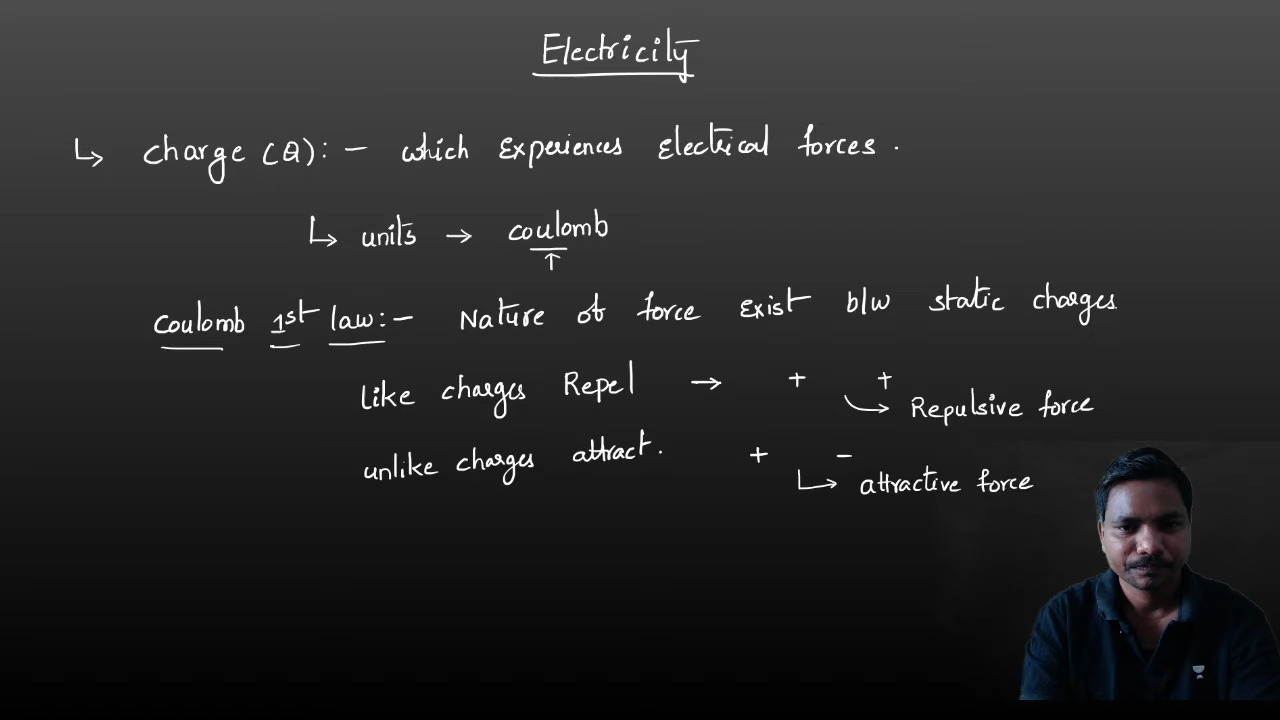 Electricity
↳ charge (Q) :- which experiences electrical forces.
↳ units → coulomb
↑
coulomb 1st law :- Nature of force exist b/w static charges
like charges Repel → + +
↳ Repulsive force
unlike charges attract. + -
↳ attractive force